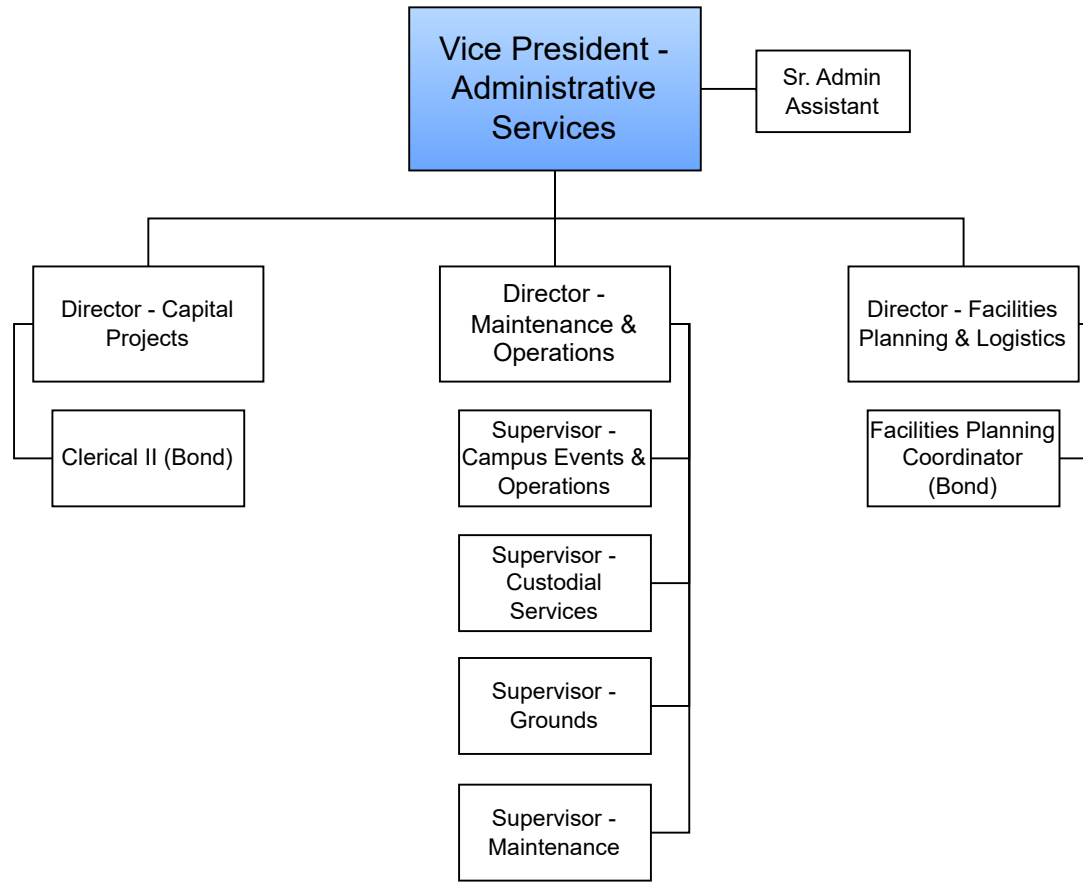 Vice President -
Administrative
Services
Sr. Admin
Assistant
Director - Capital
Projects
Director -
Maintenance &
Operations
Director - Facilities
Planning & Logistics
Clerical II (Bond)
Supervisor -
Campus Events &
Operations
Facilities Planning
Coordinator
(Bond)
Supervisor -
Custodial
Services
Supervisor -
Grounds
Supervisor -
Maintenance